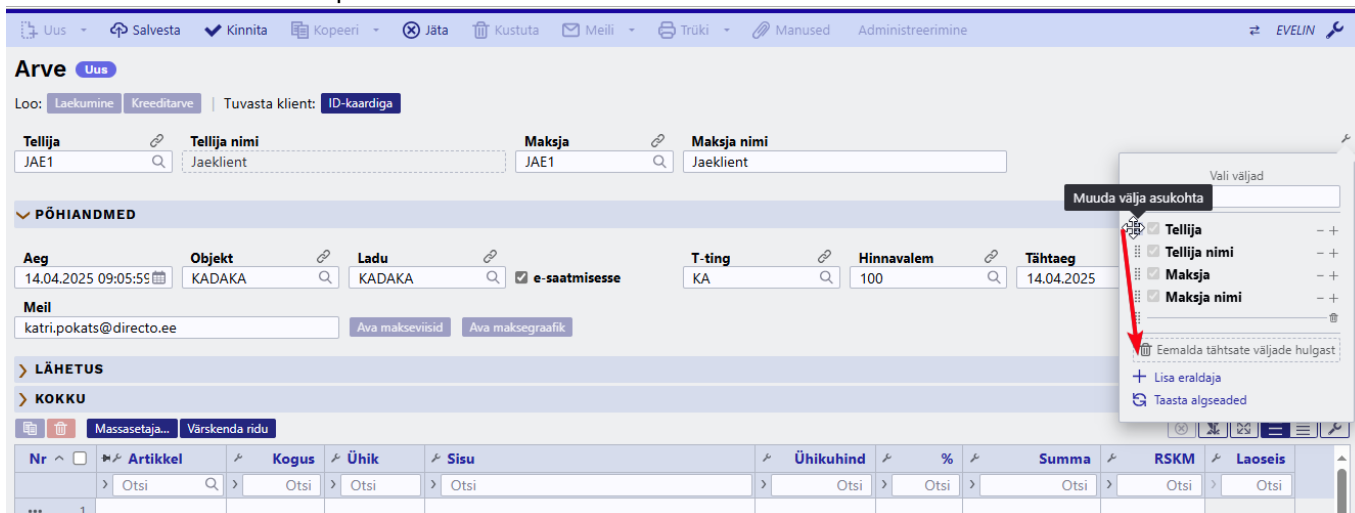 Uus Salvesta Kinnita Kopeeri Jäta Kustuta Meili Trüki Manused Administreerimine EVELIN
Arve Uus
Loo: Laekumine Kreeditarve | Tuvasta klient: ID-kaardiga
Tellija Tellija nimi Maksja Maksja nimi
JAE1 Jaeklient JAE1 Jaeklient
Vali väljad
Muuda välja asukohta
PÕHIANDMED
Tellija
Tellija nimi
Maksja
Maksja nimi
Eemalda tähtsate väljade hulgast
Lisa eraldaja
Taasta algseaded
Aeg Objekt Ladu T-ting Hinnavalem Tähtaeg
14.04.2025 09:05:59 KADAKA KADAKA e-saatmisesse KA 100 14.04.2025
Meil
katri.pokats@directo.ee Ava makseviisid Ava maksegraafik
LÄHETUS
KOKKU
Massasetaja... Värskenda ridu
Nr Artikkel Kogus Ühik Sisu Ühikuhind % Summa RSKM Laoseis
Otsi Otsi Otsi Otsi Otsi Otsi Otsi Otsi Otsi
1